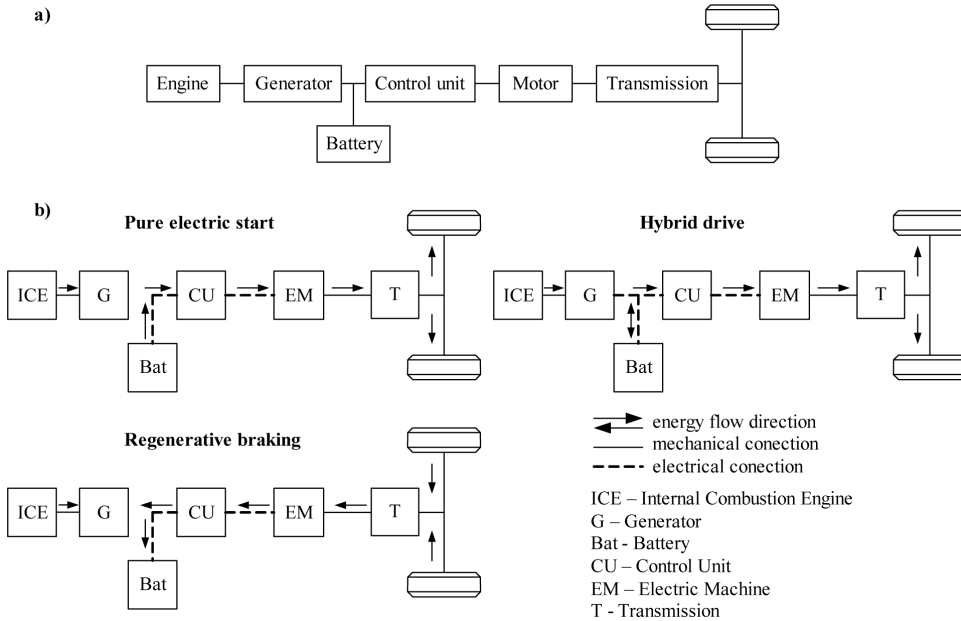 a)
Engine
Generator
Control unit
Motor
Transmission
Battery
b)
Pure electric start
ICE
G
CU
EM
T
Bat
Hybrid drive
ICE
G
CU
EM
T
Bat
Regenerative braking
ICE
G
CU
EM
T
Bat
energy flow direction
mechanical conection
electrical conection
ICE – Internal Combustion Engine
G – Generator
Bat - Battery
CU – Control Unit
EM – Electric Machine
T - Transmission